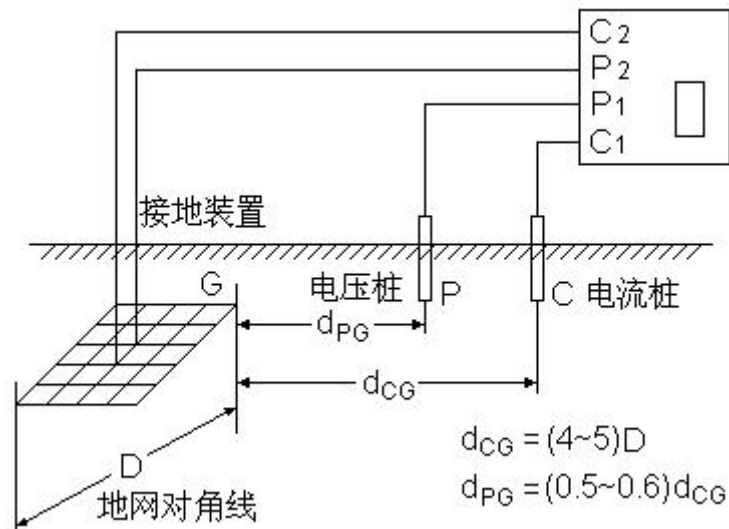 C2
P2
P1
C1
接地装置
G
电压桩
P
C
电流桩
dPG
dCG
D
地网对角线
dCG = (4~5)D
dPG = (0.5~0.6)dCG